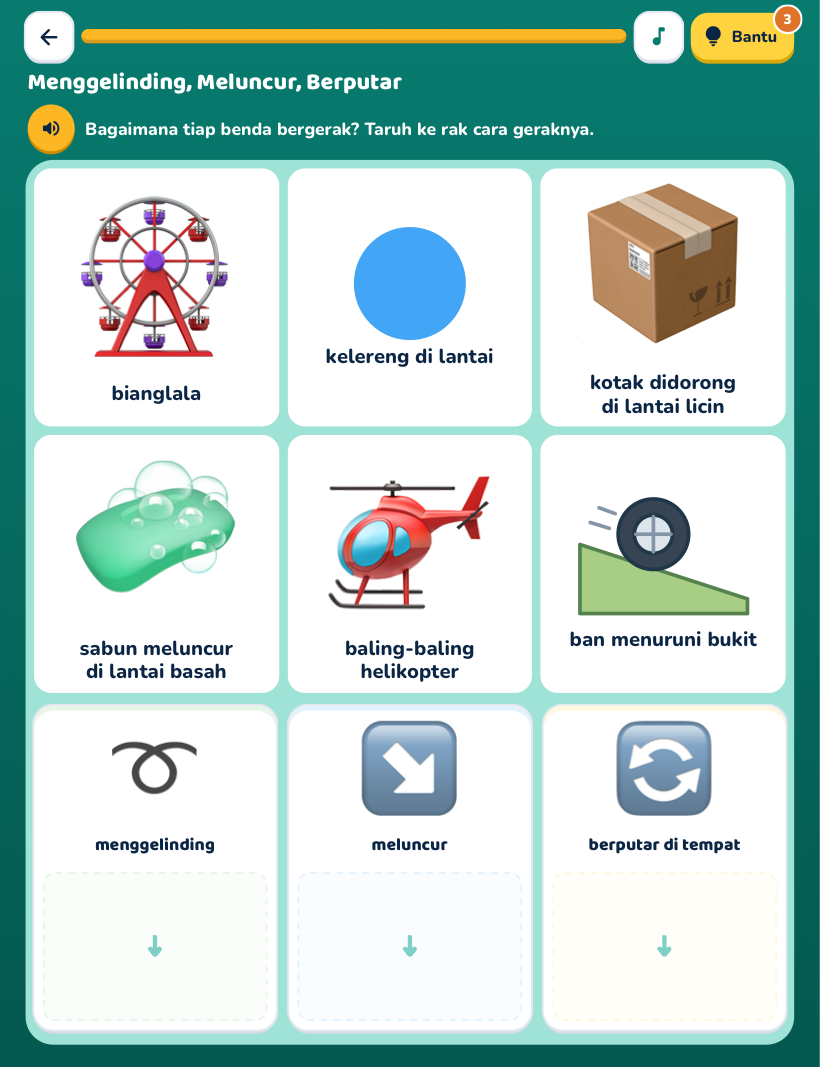 3
Bantu
Menggelinding, Meluncur, Berputar
Bagaimana tiap benda bergerak? Taruh ke rak cara geraknya.
bianglala
kelereng di lantai
kotak didorong
di lantai licin
sabun meluncur
di lantai basah
baling-baling
helikopter
ban menuruni bukit
menggelinding
meluncur
berputar di tempat